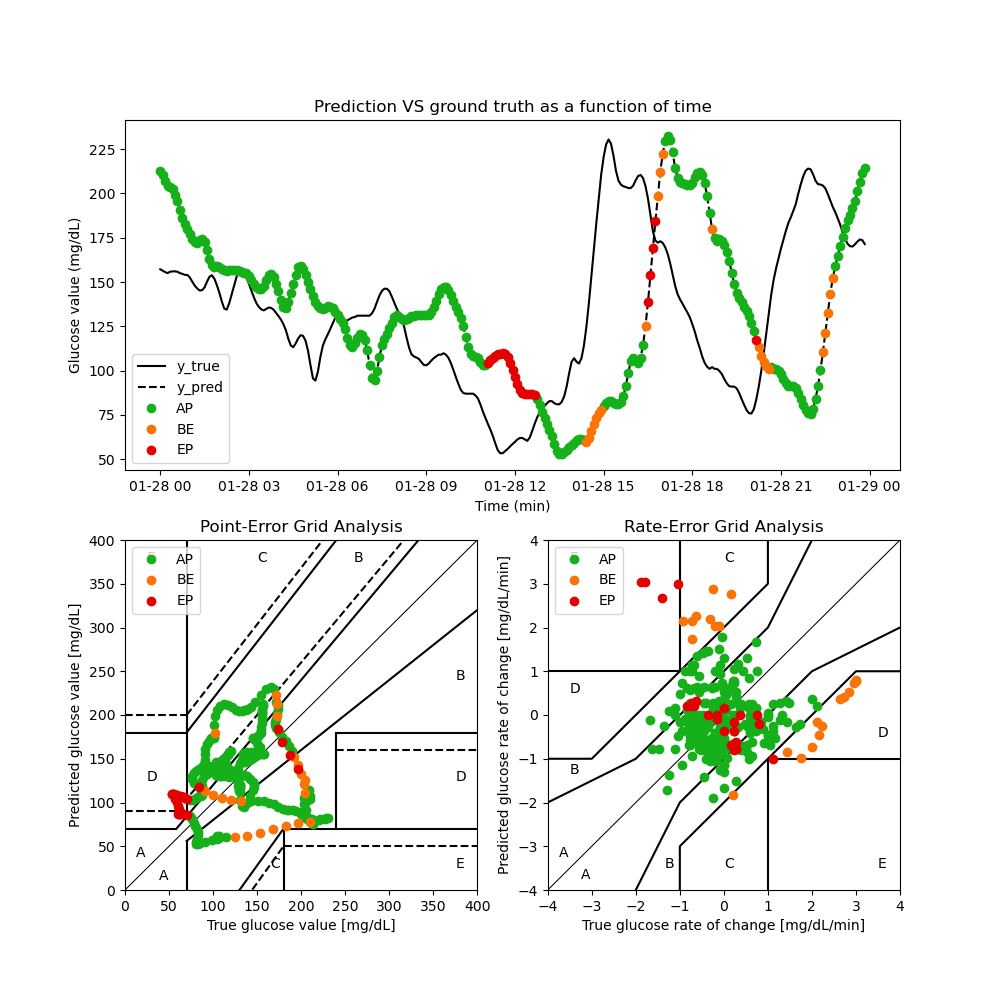 Prediction VS ground truth as a function of time
Glucose value (mg/dL)
225
200
175
150
125
100
75
50
y_true
y_pred
AP
BE
EP
01-28 00 01-28 03 01-28 06 01-28 09 01-28 12 01-28 15 01-28 18 01-28 21 01-29 00
Time (min)
Point-Error Grid Analysis
Predicted glucose value [mg/dL]
400
350
300
250
200
150
100
50
0
AP
BE
EP
C B
B
D D
A
A
C E
0 50 100 150 200 250 300 350 400
True glucose value [mg/dL]
Rate-Error Grid Analysis
Predicted glucose rate of change [mg/dL/min]
4
3
2
1
0
−1
−2
−3
−4
AP
BE
EP
C
D
D
B
A
A
B C E
−4 −3 −2 −1 0 1 2 3 4
True glucose rate of change [mg/dL/min]